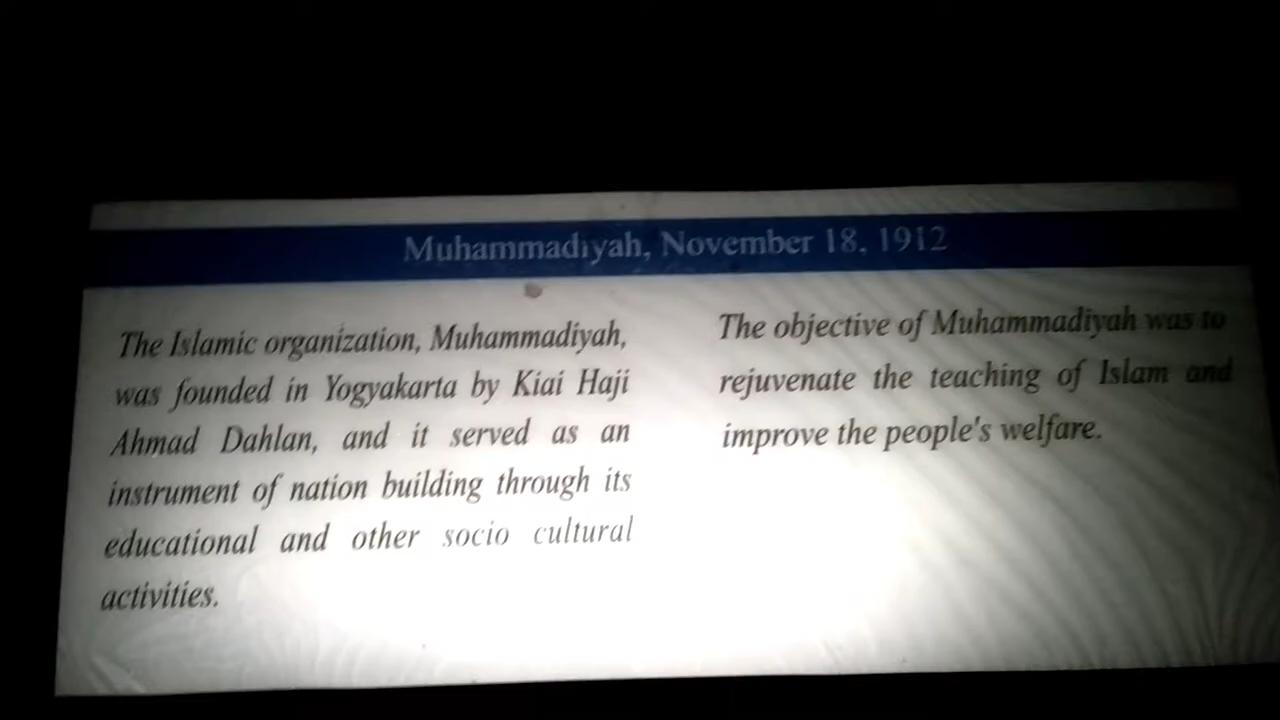 Muhammadiyah, November 18, 1912
The Islamic organization, Muhammadiyah,
was founded in Yogyakarta by Kiai Haji
Ahmad Dahlan, and it served as an
instrument of nation building through its
educational and other socio cultural
activities.
The objective of Muhammadiyah was to
rejuvenate the teaching of Islam and
improve the people's welfare.